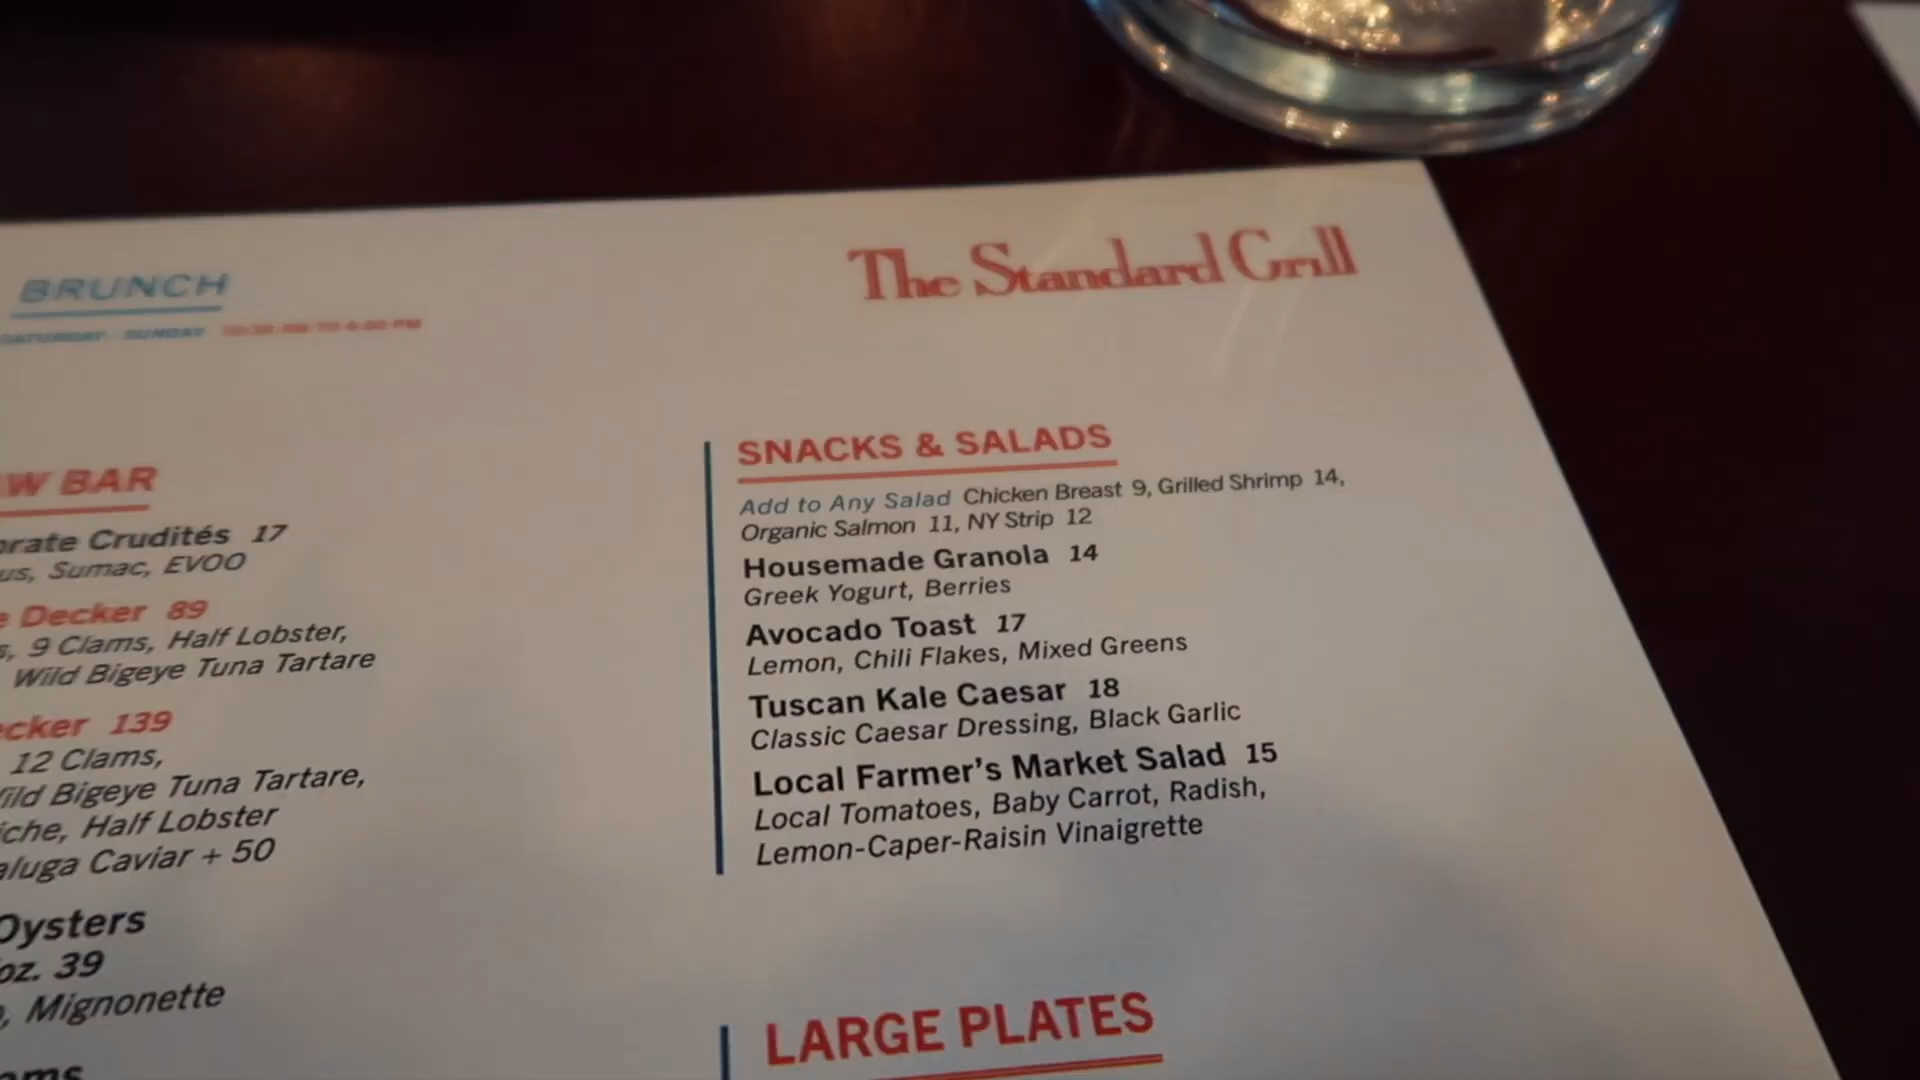 The Standard Grill
BRUNCH
SATURDAY - SUNDAY
BAR
Crudités 17
Sumac, EVOO
Decker 89
9 Clams, Half Lobster,
Wild Bigeye Tuna Tartare
139
12 Clams,
Bigeye Tuna Tartare,
Half Lobster
Caviar + 50
Oysters
oz. 39
Mignonette
SNACKS & SALADS
Add to Any Salad Chicken Breast 9, Grilled Shrimp 14,
Organic Salmon 11, NY Strip 12
Housemade Granola 14
Greek Yogurt, Berries
Avocado Toast 17
Lemon, Chili Flakes, Mixed Greens
Tuscan Kale Caesar 18
Classic Caesar Dressing, Black Garlic
Local Farmer's Market Salad 15
Local Tomatoes, Baby Carrot, Radish,
Lemon-Caper-Raisin Vinaigrette
LARGE PLATES